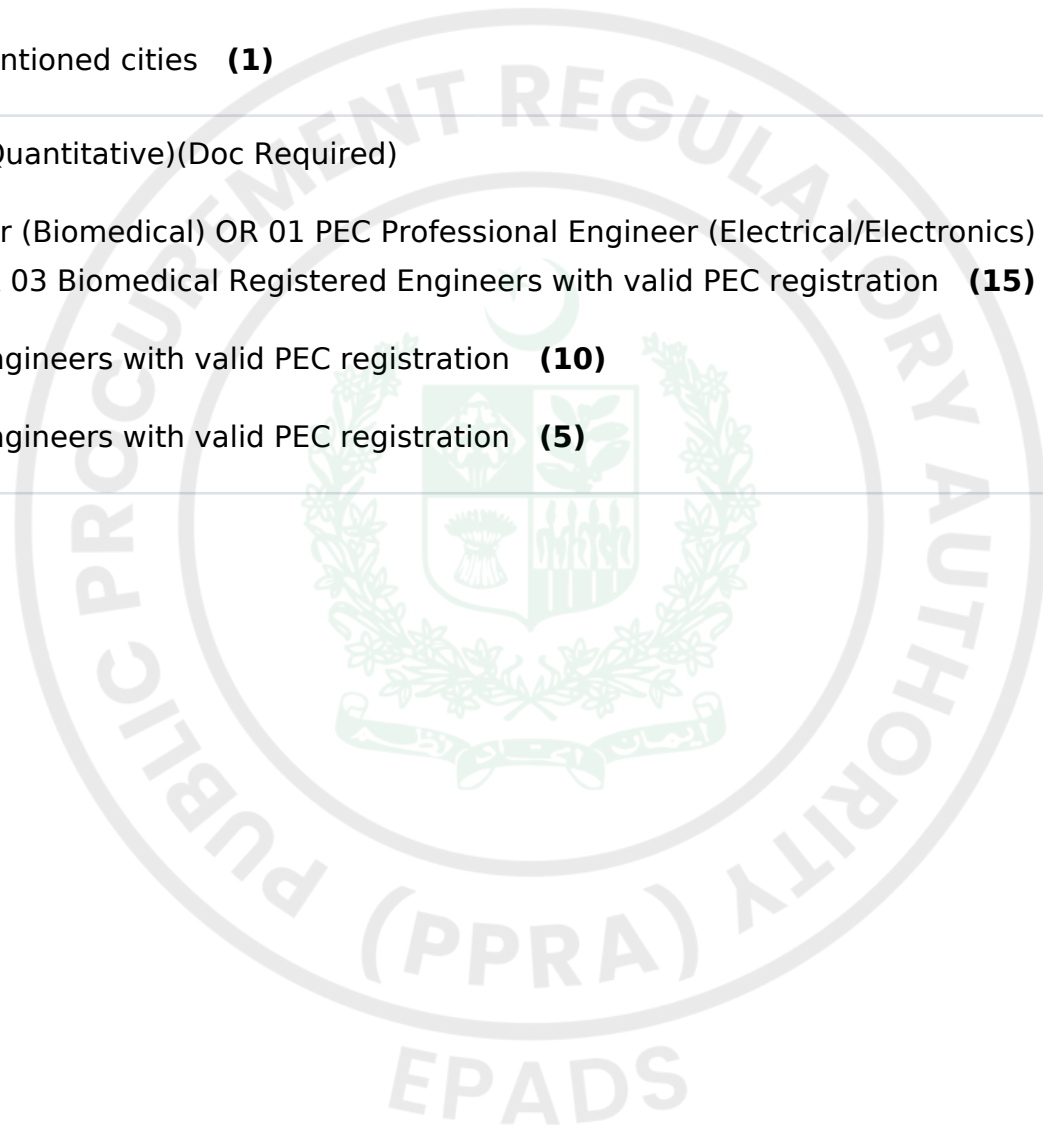 ntioned cities (1)
Quantitative)(Doc Required)
r (Biomedical) OR 01 PEC Professional Engineer (Electrical/Electronics)
03 Biomedical Registered Engineers with valid PEC registration (15)
ngineers with valid PEC registration (10)
ngineers with valid PEC registration (5)
PUBLIC PROCUREMENT REGULATORY AUTHORITY
(PPRA)
EPADS